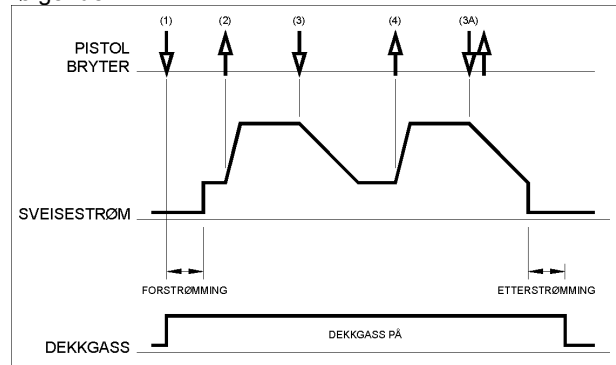 (1) (2) (3) (4) (3A)
PISTOL
BRYTER
SVEISESTRØM
FORSTRØMMING ETTERSTRØMMING
DEKKGASS PÅ
DEKKGASS